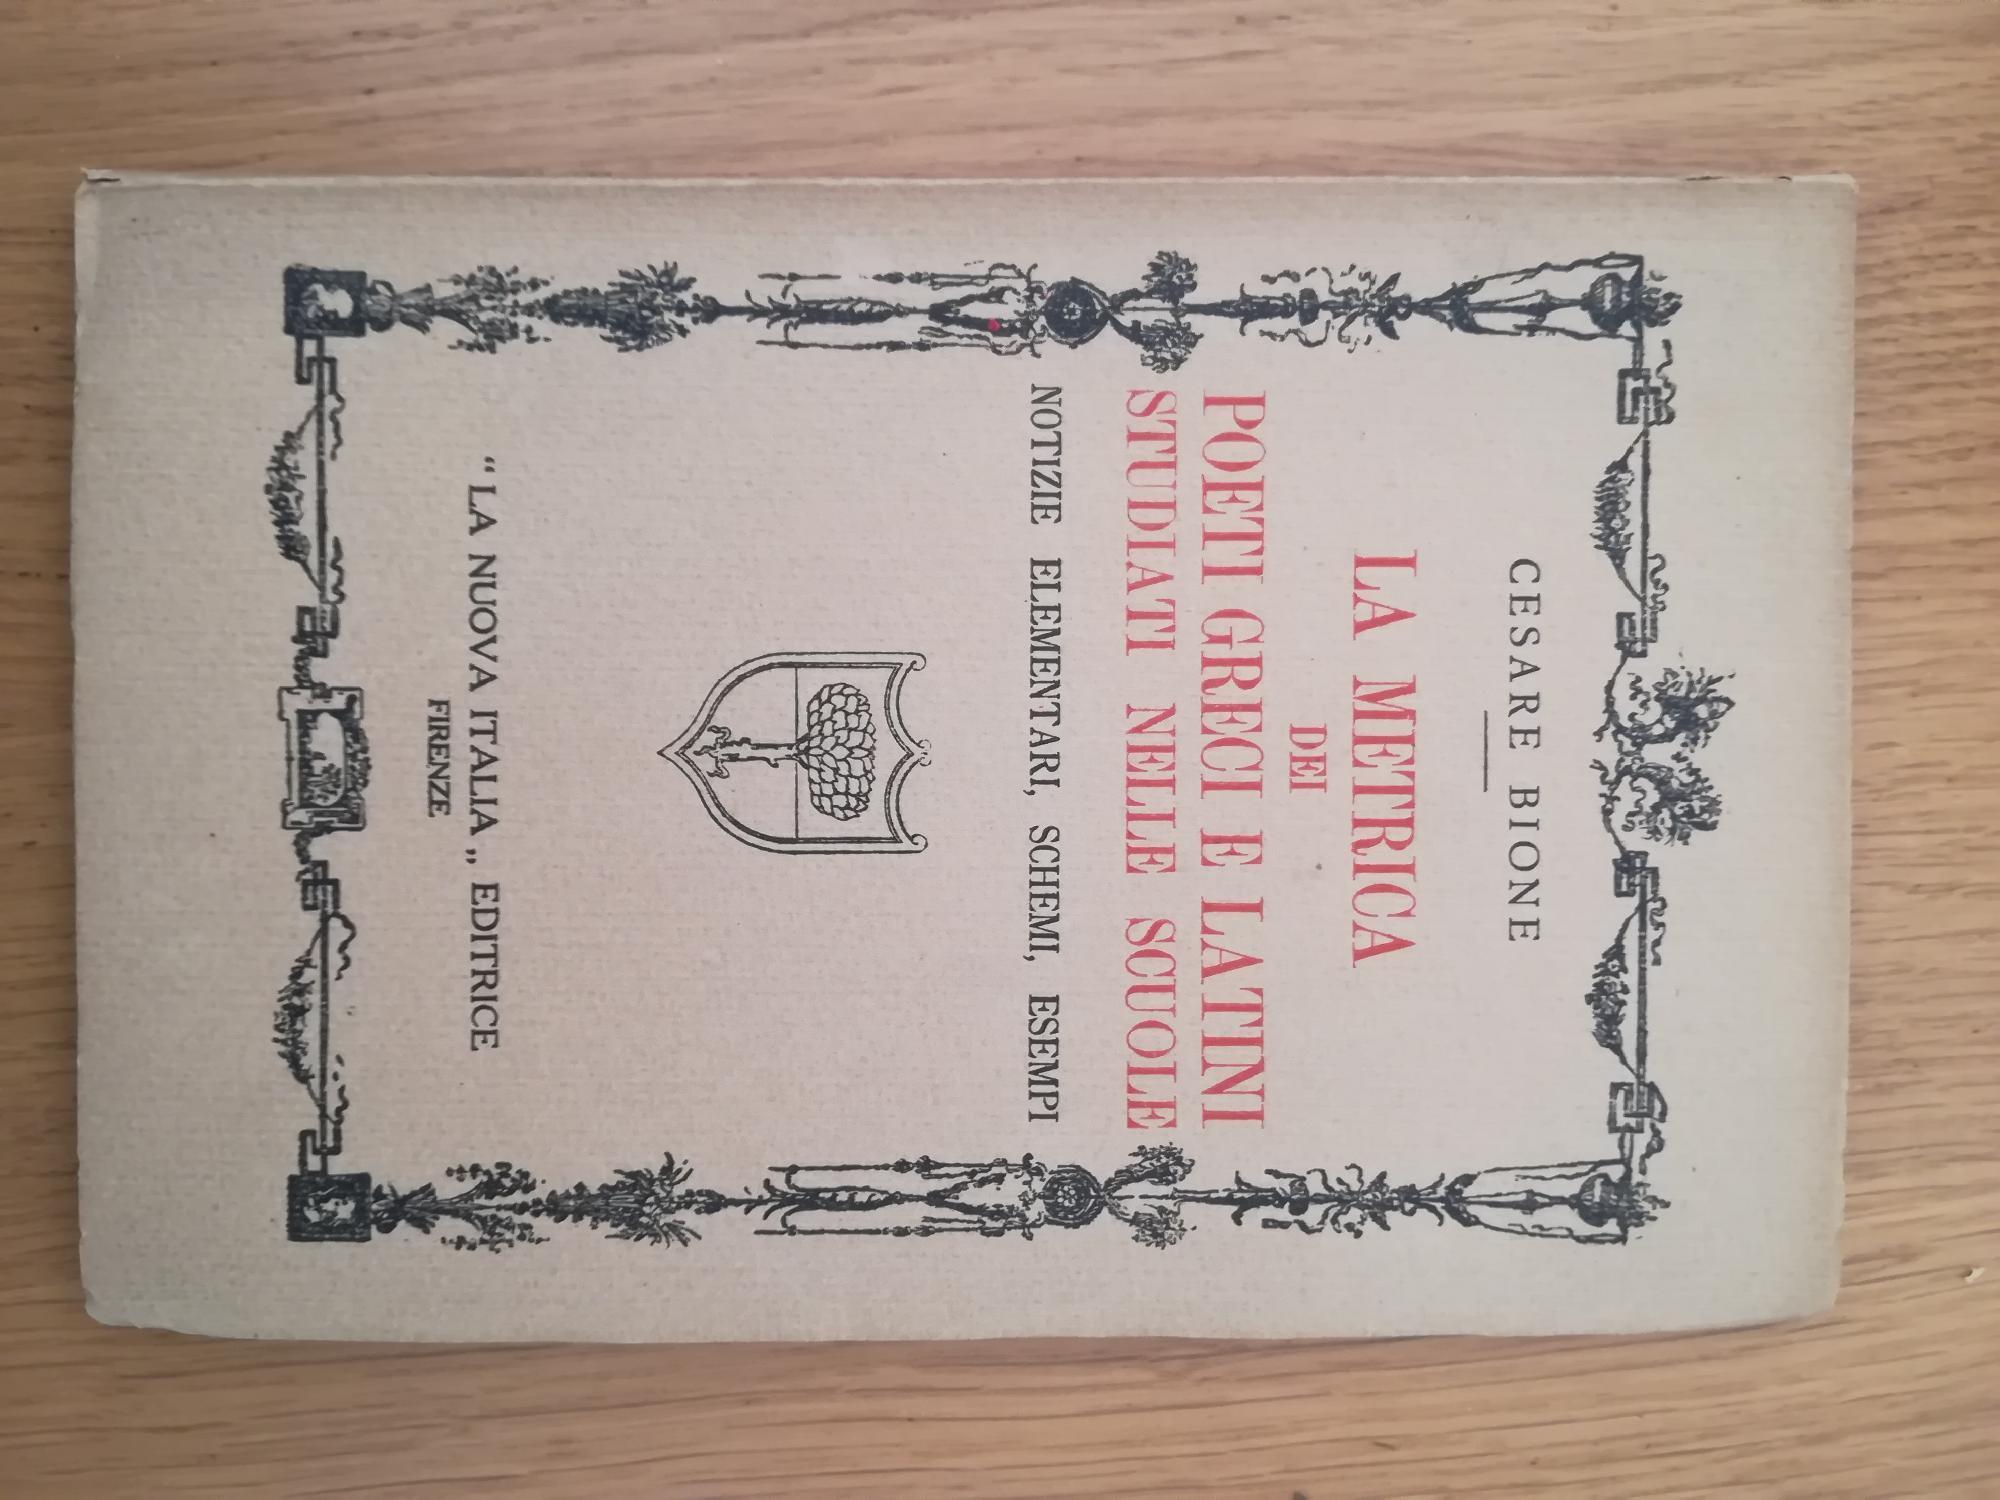 CESARE BIONE
LA METRICA
DEI
POETI GRECI E LATINI
STUDIATI NELLE SCUOLE
NOTIZIE ELEMENTARI, SCHEMI, ESEMPI
“ LA NUOVA ITALIA „ EDITRICE
FIRENZE